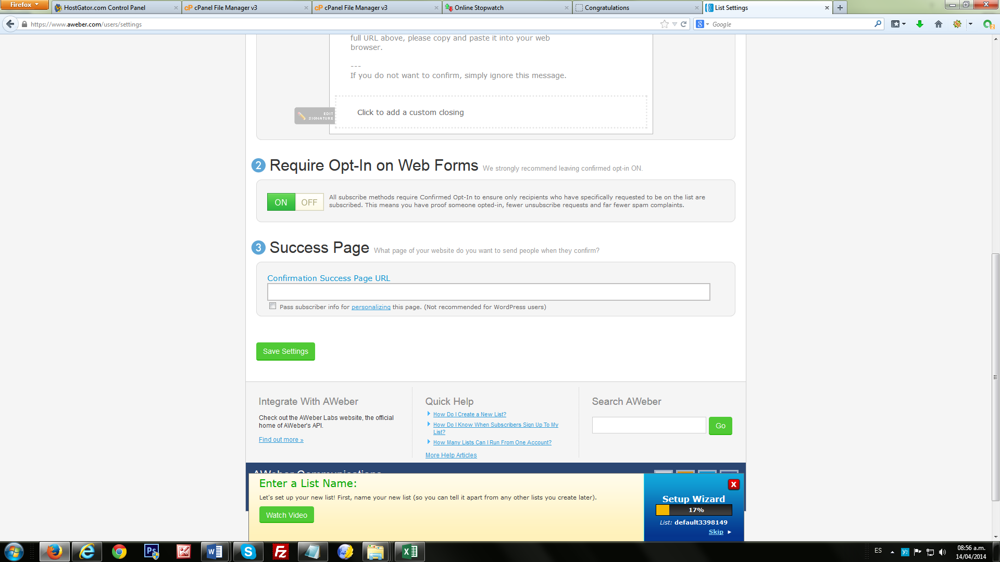 Firefox
HostGator.com Control Panel
cPanel File Manager v3
cPanel File Manager v3
Online Stopwatch
Congratulations
List Settings
https://www.aweber.com/users/settings
Google
full URL above, please copy and paste it into your web
browser.
---
If you do not want to confirm, simply ignore this message.
EDIT
SIGNATURE
Click to add a custom closing
2 Require Opt-In on Web Forms We strongly recommend leaving confirmed opt-in ON.
ON OFF
All subscribe methods require Confirmed Opt-In to ensure only recipients who have specifically requested to be on the list are
subscribed. This means you have proof someone opted-in, fewer unsubscribe requests and far fewer spam complaints.
3 Success Page What page of your website do you want to send people when they confirm?
Confirmation Success Page URL
Pass subscriber info for personalizing this page. (Not recommended for WordPress users)
Save Settings
Integrate With AWeber
Check out the AWeber Labs website, the official
home of AWeber's API.
Find out more »
Quick Help
How Do I Create a New List?
How Do I Know When Subscribers Sign Up To My
List?
How Many Lists Can I Run From One Account?
More Help Articles
Search AWeber
Go
AWeber Communications
Enter a List Name:
Let's set up your new list! First, name your new list (so you can tell it apart from any other lists you create later).
Watch Video
X
Setup Wizard
17%
List: default3398149
Skip
ES
08:56 a.m.
14/04/2014